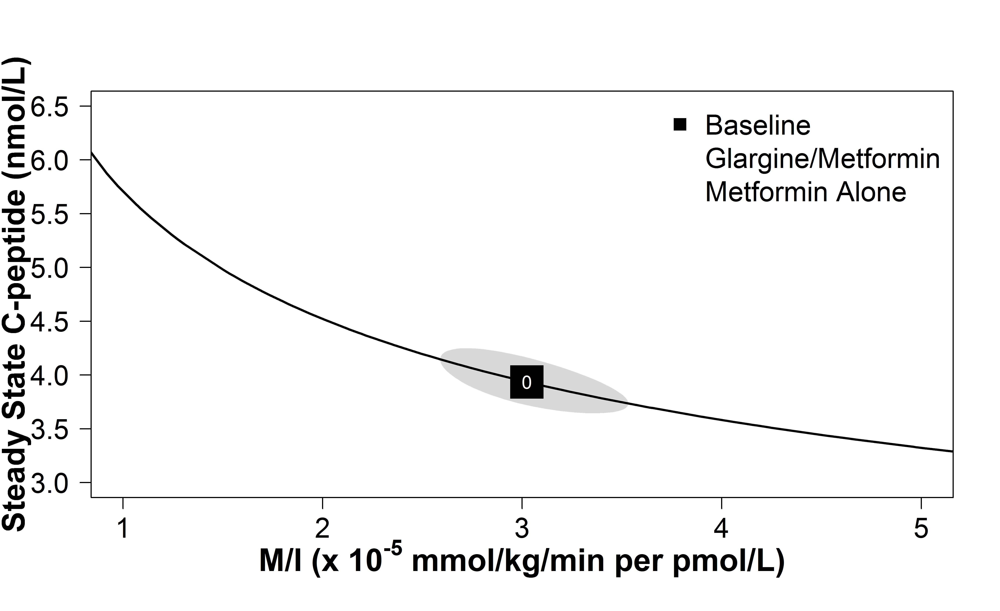 Steady State C-peptide (nmol/L)
6.5
6.0
5.5
5.0
4.5
4.0
3.5
3.0
Baseline
Glargine/Metformin
Metformin Alone
0
1 2 3 4 5
M/I (x 10⁻⁵ mmol/kg/min per pmol/L)